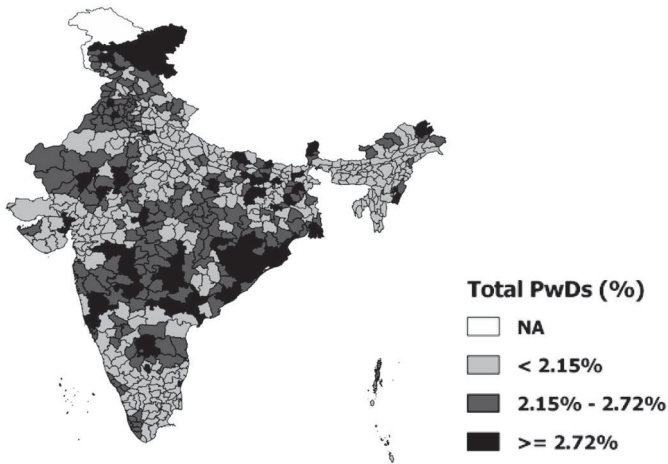 Total PwDs (%)
NA
< 2.15%
2.15% - 2.72%
>= 2.72%